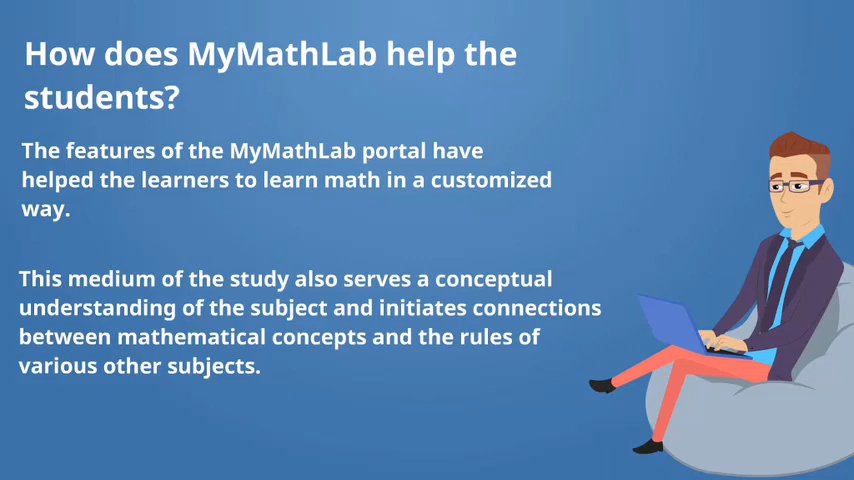 How does MyMathLab help the
students?
The features of the MyMathLab portal have
helped the learners to learn math in a customized
way.
This medium of the study also serves a conceptual
understanding of the subject and initiates connections
between mathematical concepts and the rules of
various other subjects.